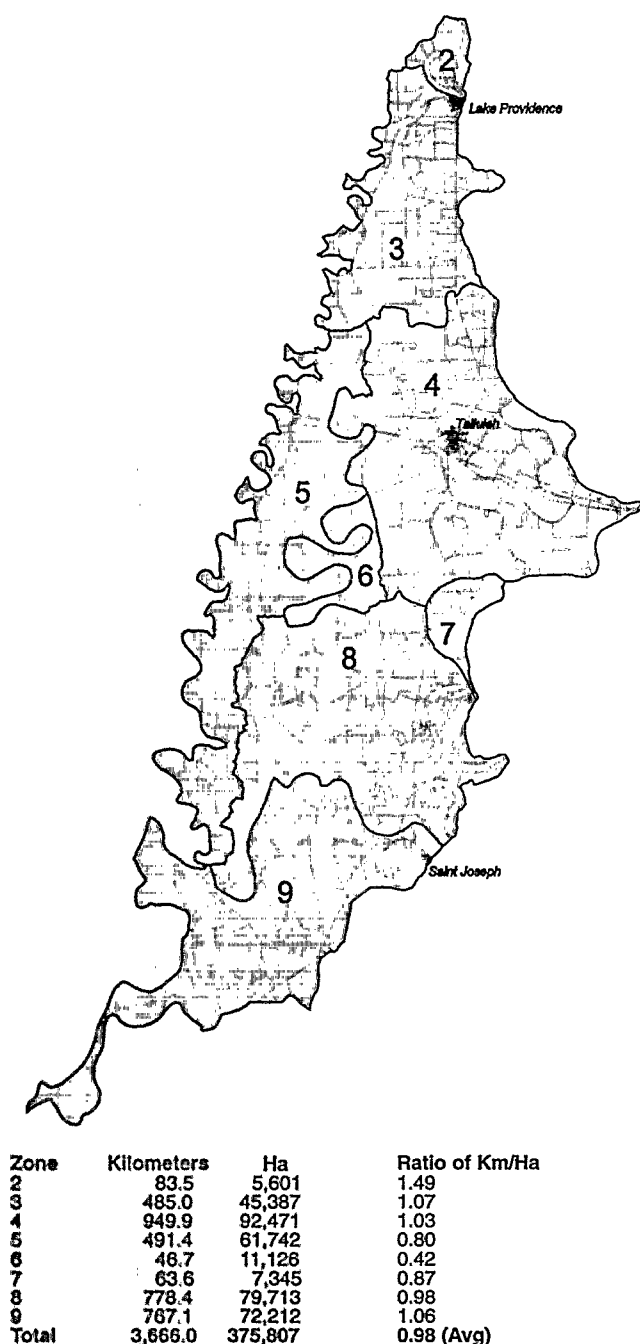 2
Lake Providence
3
4
Tallulah
5
6
7
8
Saint Joseph
9
Zone Kilometers Ha Ratio of Km/Ha
2 83.5 5,601 1.49
3 485.0 45,387 1.07
4 949.9 92,471 1.03
5 491.4 61,742 0.80
6 46.7 11,126 0.42
7 63.6 7,345 0.87
8 778.4 79,713 0.98
9 767.1 72,212 1.06
Total 3,666.0 375,807 0.98 (Avg)